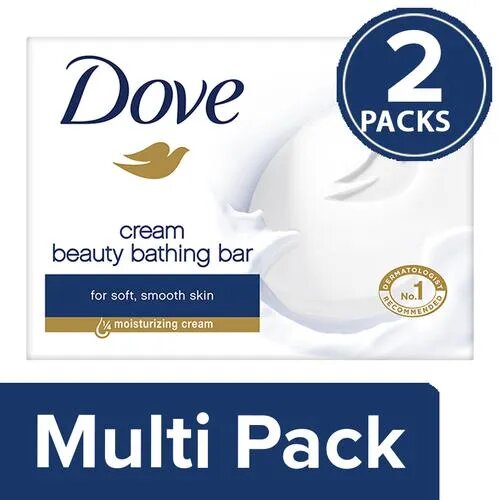 2
PACKS
Dove
cream
beauty bathing bar
for soft, smooth skin
¼ moisturizing cream
DERMATOLOGIST
No.1
RECOMMENDED
Multi Pack